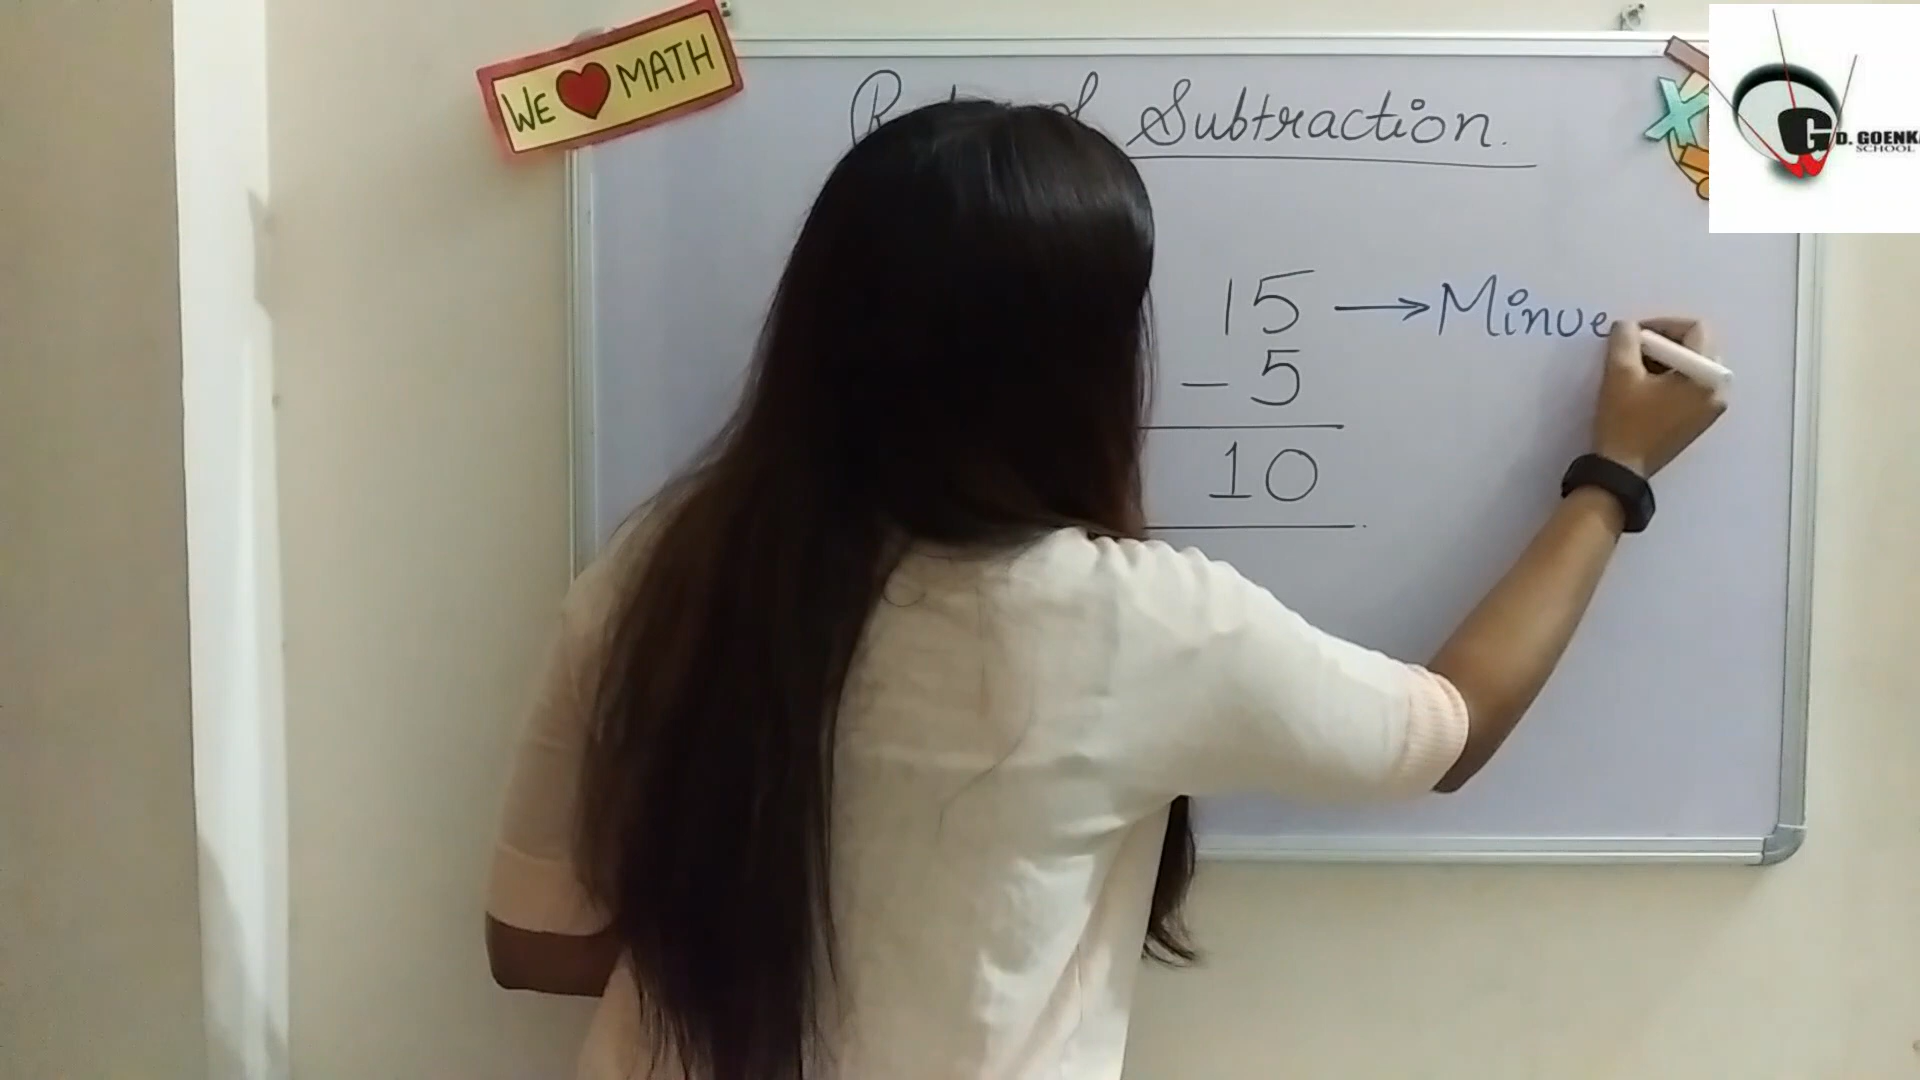 WE ❤ MATH
Subtraction.
15 → Minue
- 5
10
X
G D. GOENKA
SCHOOL